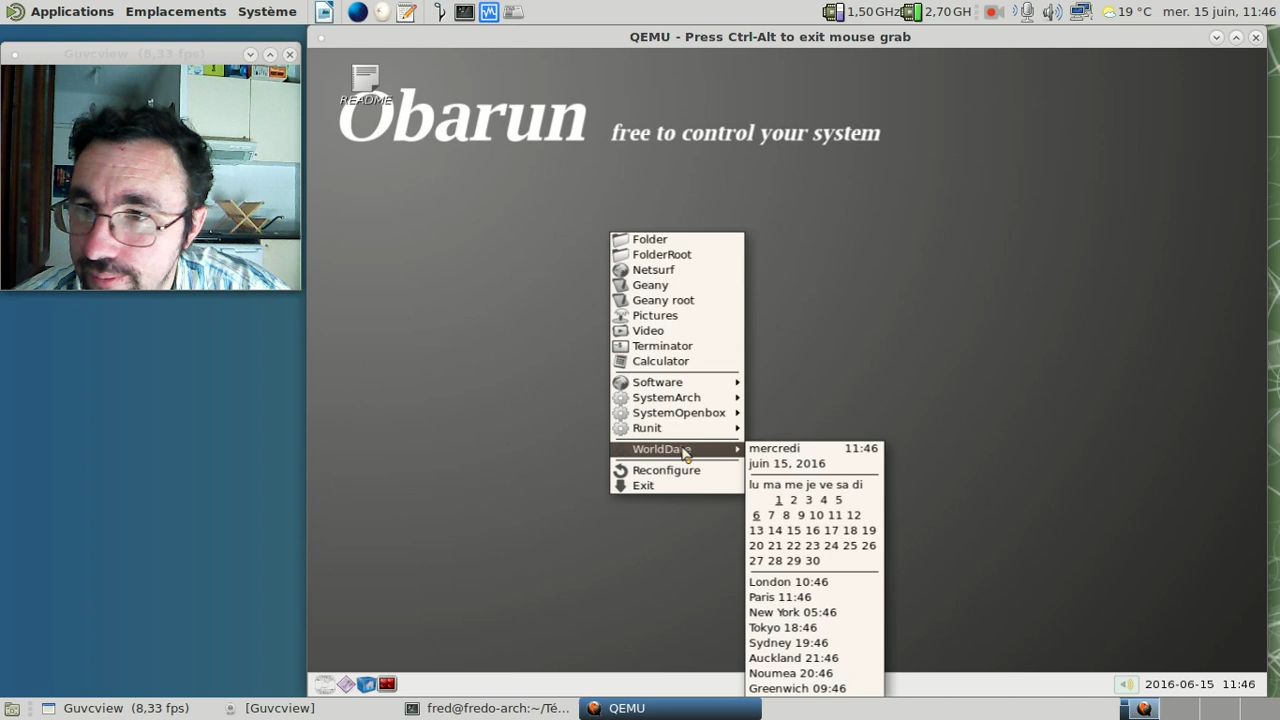 Applications Emplacements Système
1,50 GHz 2,70 GH 19 °C mer. 15 juin, 11:46
Guvcview (8,33 fps)
QEMU - Press Ctrl-Alt to exit mouse grab
README
Obarun free to control your system
Folder
FolderRoot
Netsurf
Geany
Geany root
Pictures
Video
Terminator
Calculator
Software
SystemArch
SystemOpenbox
Runit
WorldDate
Reconfigure
Exit
mercredi 11:46
juin 15, 2016
lu ma me je ve sa di
1 2 3 4 5
6 7 8 9 10 11 12
13 14 15 16 17 18 19
20 21 22 23 24 25 26
27 28 29 30
London 10:46
Paris 11:46
New York 05:46
Tokyo 18:46
Sydney 19:46
Auckland 21:46
Noumea 20:46
Greenwich 09:46
2016-06-15 11:46
Guvcview (8,33 fps)
[Guvcview]
fred@fredo-arch:~/Té...
QEMU